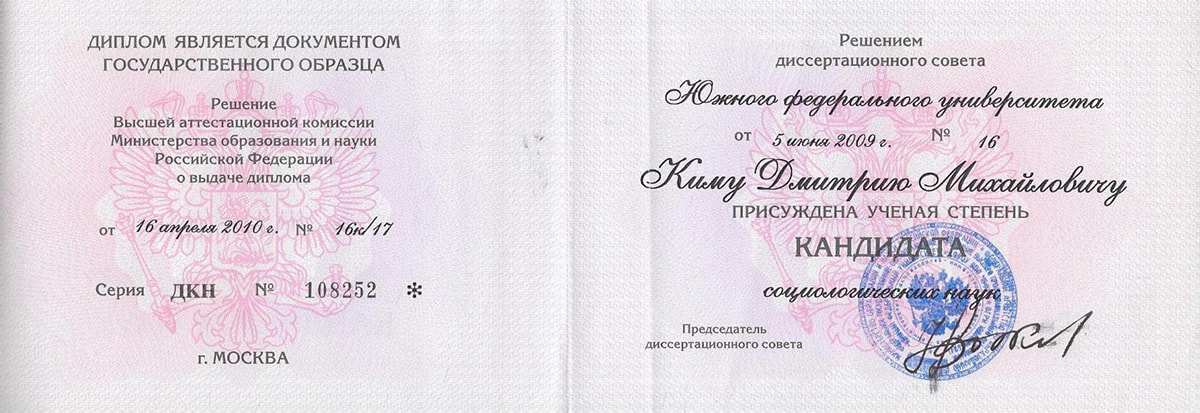 ДИПЛОМ ЯВЛЯЕТСЯ ДОКУМЕНТОМ
ГОСУДАРСТВЕННОГО ОБРАЗЦА
Решение
Высшей аттестационной комиссии
Министерства образования и науки
Российской Федерации
о выдаче диплома
от 16 апреля 2010 г. № 16к/17
Серия ДКН № 108252 *
г. МОСКВА
Решением
диссертационного совета
Южного федерального университета
от 5 июня 2009 г. № 16
Киму Дмитрию Михайловичу
ПРИСУЖДЕНА УЧЕНАЯ СТЕПЕНЬ
КАНДИДАТА
социологических наук
Председатель
диссертационного совета